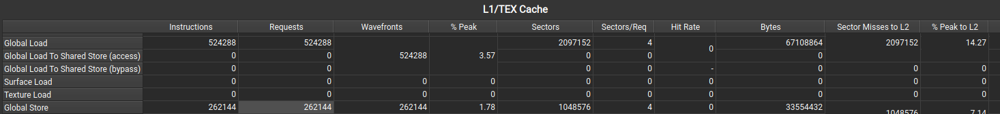 L1/TEX Cache
Instructions Requests Wavefronts % Peak Sectors Sectors/Req Hit Rate Bytes Sector Misses to L2 % Peak to L2
Global Load 524288 524288 2097152 4 0 67108864 2097152 14.27
Global Load To Shared Store (access) 0 0 524288 3.57 0 0 0
Global Load To Shared Store (bypass) 0 0 0 0 - 0 0 0
Surface Load 0 0 0 0 0 0 0 0 0 0
Texture Load 0 0 0 0 0 0 0 0 0 0
Global Store 262144 262144 262144 1.78 1048576 4 0 33554432 1048576 7.14